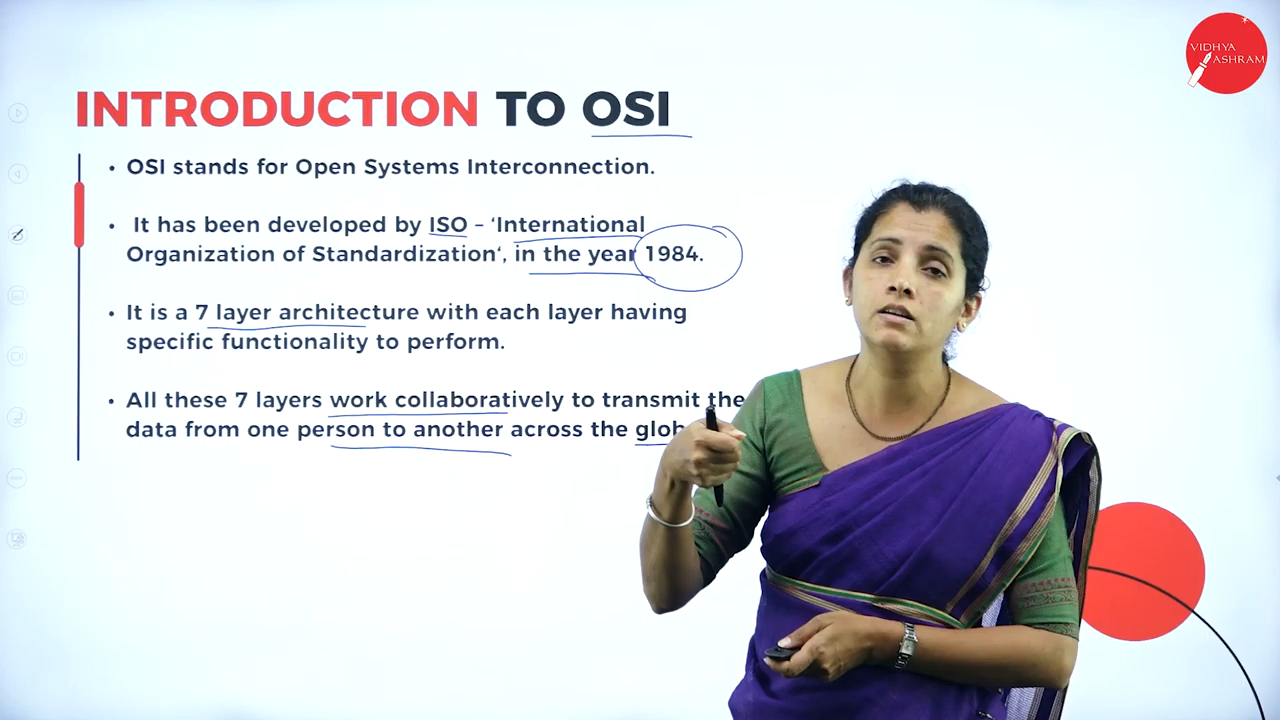 VIDHYA
ASHRAM
INTRODUCTION TO OSI
• OSI stands for Open Systems Interconnection.
• It has been developed by ISO – ‘International
Organization of Standardization‘, in the year 1984.
• It is a 7 layer architecture with each layer having
specific functionality to perform.
• All these 7 layers work collaboratively to transmit the
data from one person to another across the